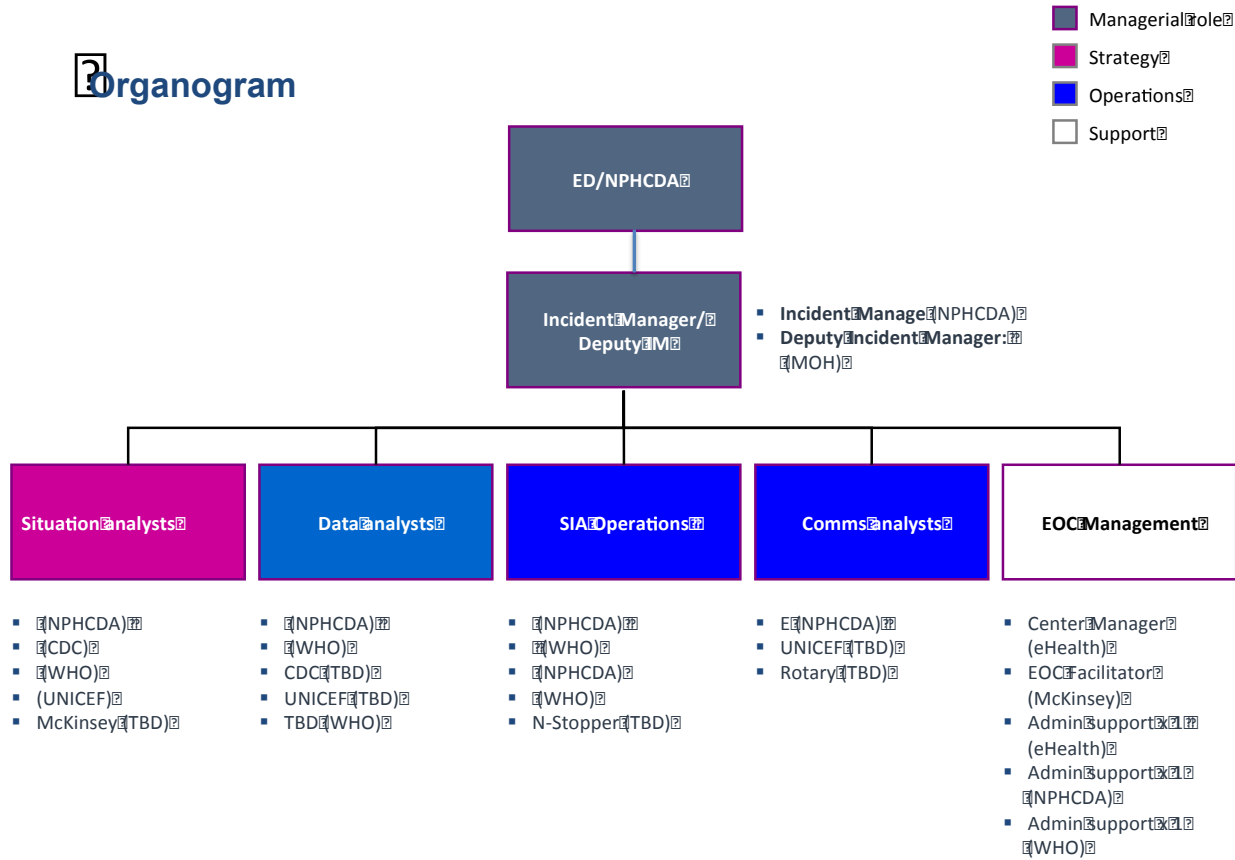 Managerial role
Strategy
Operations
Support
Organogram
ED/NPHCDA
Incident Manager/
Deputy IM
▪ Incident Manage (NPHCDA)
▪ Deputy Incident Manager:
(MOH)
Situation analysts
Data analysts
SIA Operations
Comms analysts
EOC Management
▪ (NPHCDA)
▪ (CDC)
▪ (WHO)
▪ (UNICEF)
▪ McKinsey (TBD)
▪ (NPHCDA)
▪ (WHO)
▪ CDC (TBD)
▪ UNICEF (TBD)
▪ TBD (WHO)
▪ (NPHCDA)
▪ (WHO)
▪ (NPHCDA)
▪ (WHO)
▪ N-Stopper (TBD)
▪ E (NPHCDA)
▪ UNICEF (TBD)
▪ Rotary (TBD)
▪ Center Manager
(eHealth)
▪ EOC Facilitator
(McKinsey)
▪ Admin support x 1
(eHealth)
▪ Admin support x 1
(NPHCDA)
▪ Admin support x 1
(WHO)